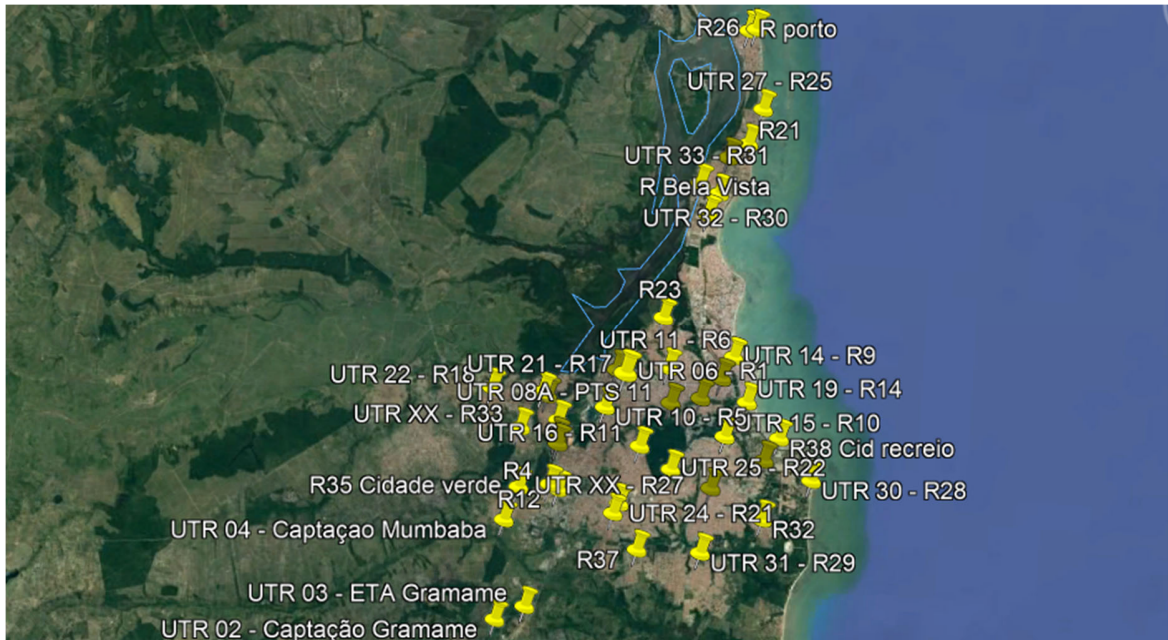 R26
R porto
UTR 27 - R25
R21
UTR 33 - R31
R Bela Vista
UTR 32 - R30
R23
UTR 11 - R6
UTR 14 - R9
UTR 21 - R17
UTR 06 - R1
UTR 22 - R18
UTR 08A - PTS 11
UTR 19 - R14
UTR XX - R33
UTR 10 - R5
UTR 15 - R10
UTR 16 - R11
R38 Cid recreio
R4
UTR 25 - R22
R35 Cidade verde
UTR XX - R27
UTR 30 - R28
R12
UTR 24 - R21
UTR 04 - Captaçao Mumbaba
R32
R37
UTR 31 - R29
UTR 03 - ETA Gramame
UTR 02 - Captação Gramame